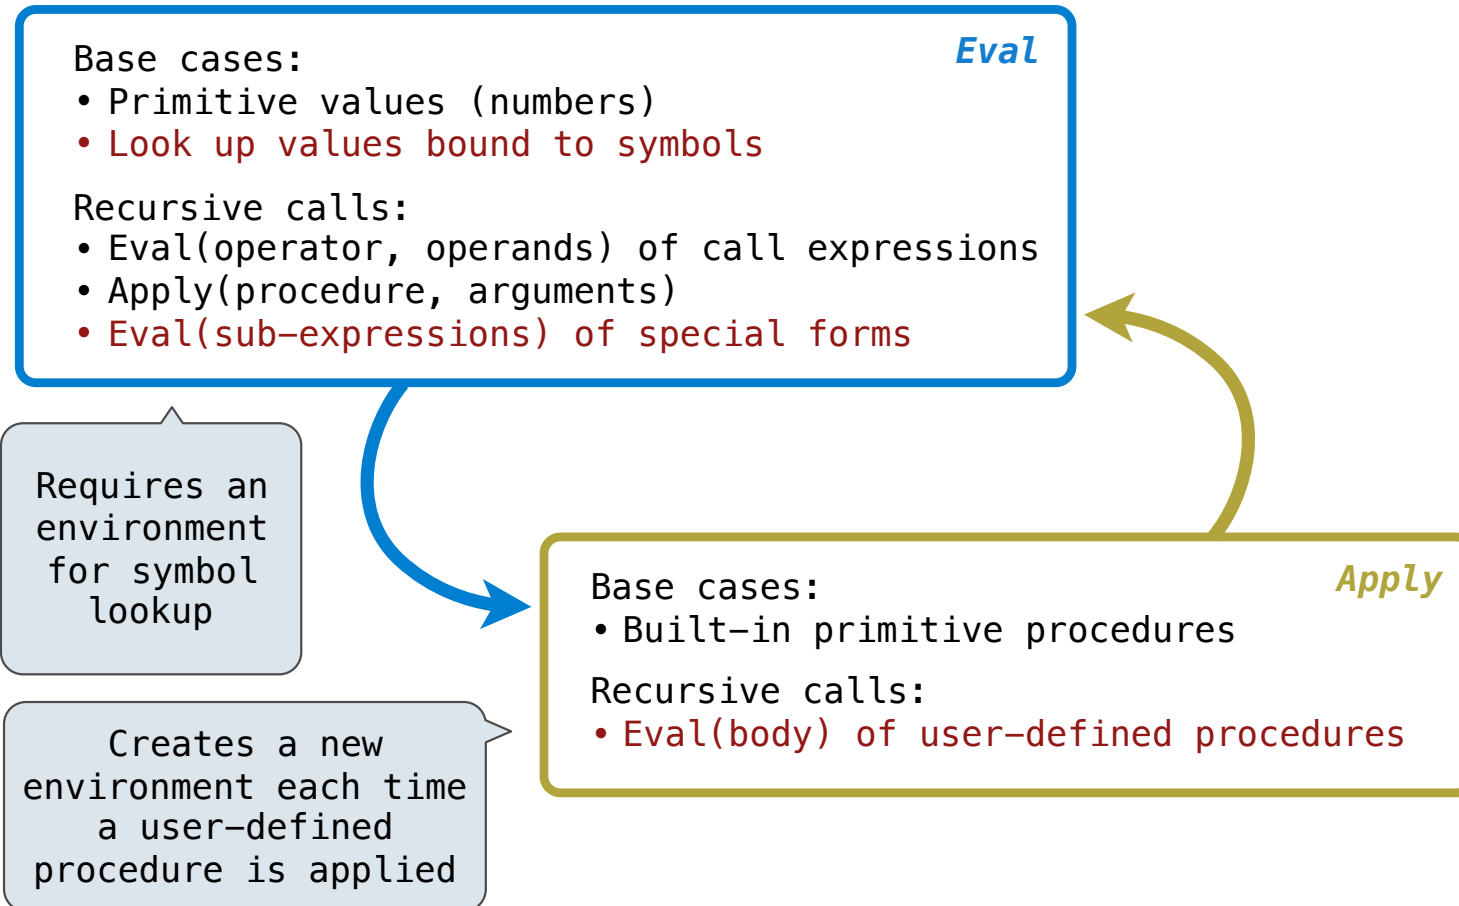 Eval
Base cases:
• Primitive values (numbers)
• Look up values bound to symbols
Recursive calls:
• Eval(operator, operands) of call expressions
• Apply(procedure, arguments)
• Eval(sub-expressions) of special forms
Requires an
environment
for symbol
lookup
Apply
Base cases:
• Built-in primitive procedures
Recursive calls:
• Eval(body) of user-defined procedures
Creates a new
environment each time
a user-defined
procedure is applied